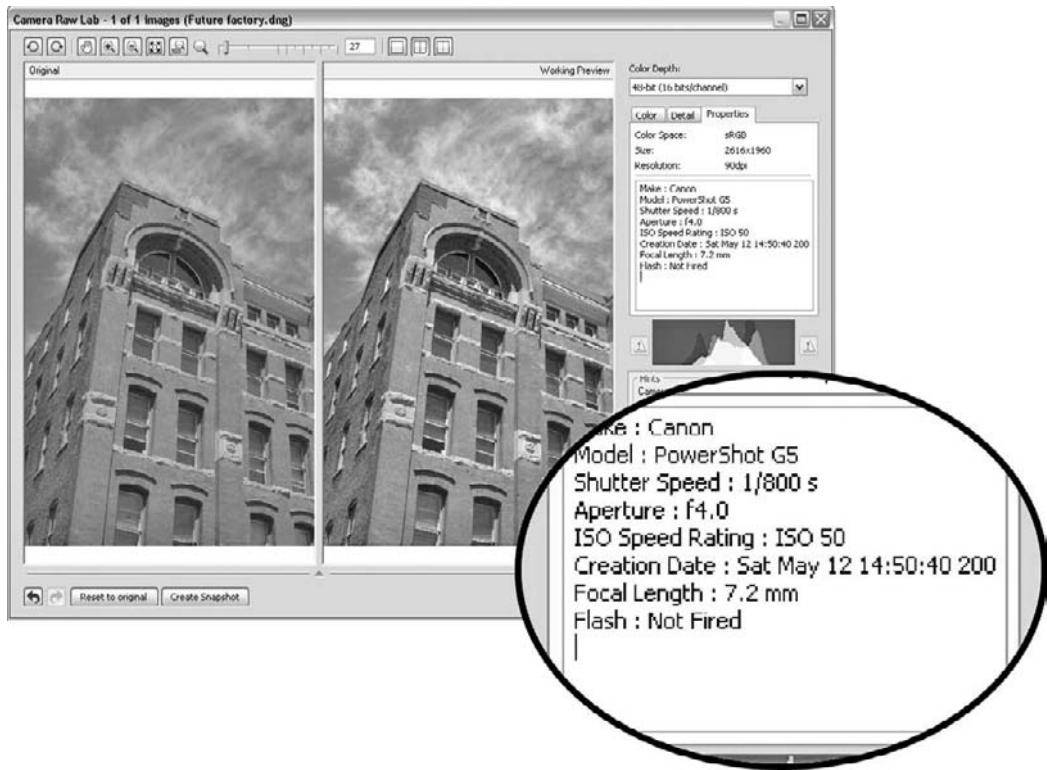 Camera Raw Lab - 1 of 1 Images (Future factory.dng)
27
Original
Working Preview
Color Depth:
48-bit (16 bits/channel)
Color Detail Properties
Color Space: sRGB
Size: 2616x1960
Resolution: 90dpi
Make : Canon
Model : PowerShot G5
Shutter Speed : 1/800 s
Aperture : f4.0
ISO Speed Rating : ISO 50
Creation Date : Sat May 12 14:50:40 200
Focal Length : 7.2 mm
Flash : Not Fired
Hints
Reset to original Create Snapshot
: Canon
Model : PowerShot G5
Shutter Speed : 1/800 s
Aperture : f4.0
ISO Speed Rating : ISO 50
Creation Date : Sat May 12 14:50:40 200
Focal Length : 7.2 mm
Flash : Not Fired